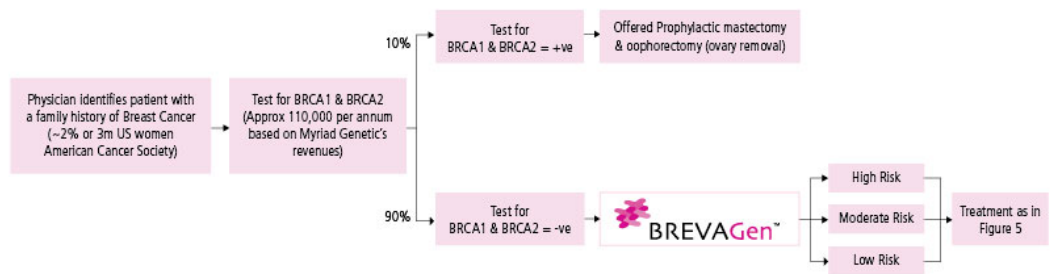 10%
Test for
BRCA1 & BRCA2 = +ve
Offered Prophylactic mastectomy
& oophorectomy (ovary removal)
Physician identifies patient with
a family history of Breast Cancer
(~2% or 3m US women
American Cancer Society)
Test for BRCA1 & BRCA2
(Approx 110,000 per annum
based on Myriad Genetic's
revenues)
90%
Test for
BRCA1 & BRCA2 = -ve
BREVAGen™
High Risk
Moderate Risk
Low Risk
Treatment as in
Figure 5